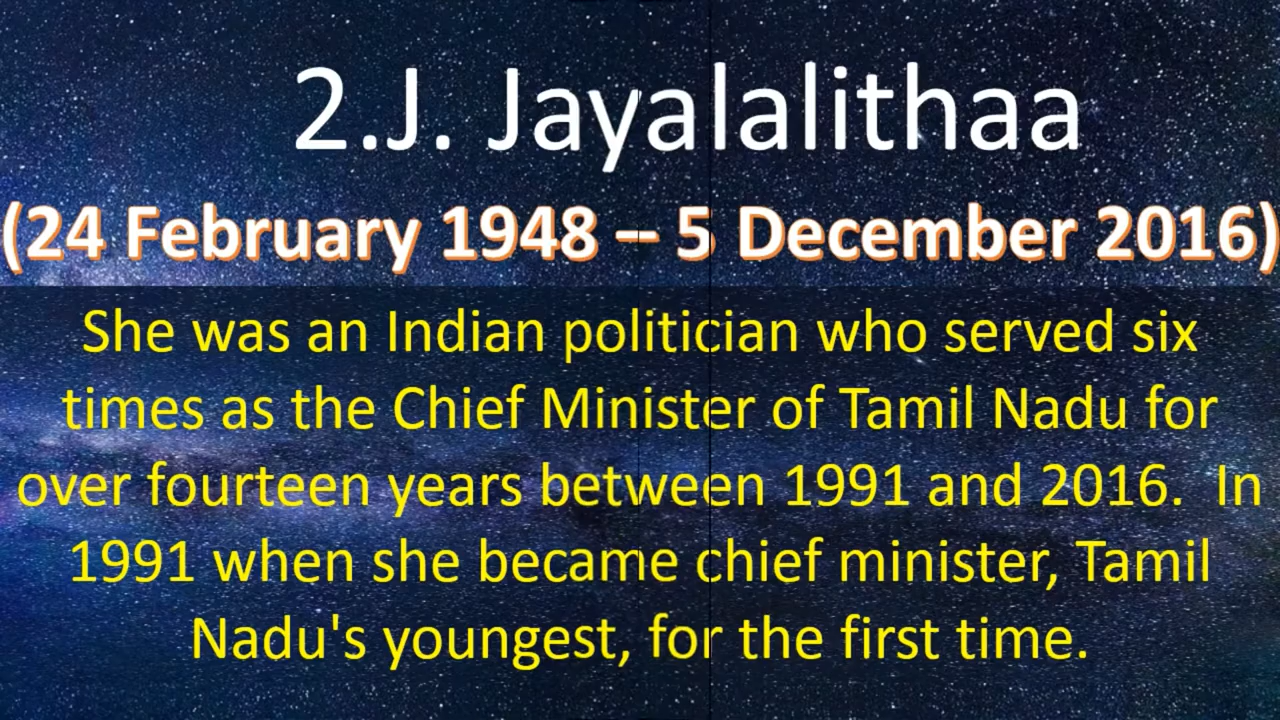 2.J. Jayalalithaa
(24 February 1948 – 5 December 2016)
She was an Indian politician who served six
times as the Chief Minister of Tamil Nadu for
over fourteen years between 1991 and 2016.  In
1991 when she became chief minister, Tamil
Nadu's youngest, for the first time.